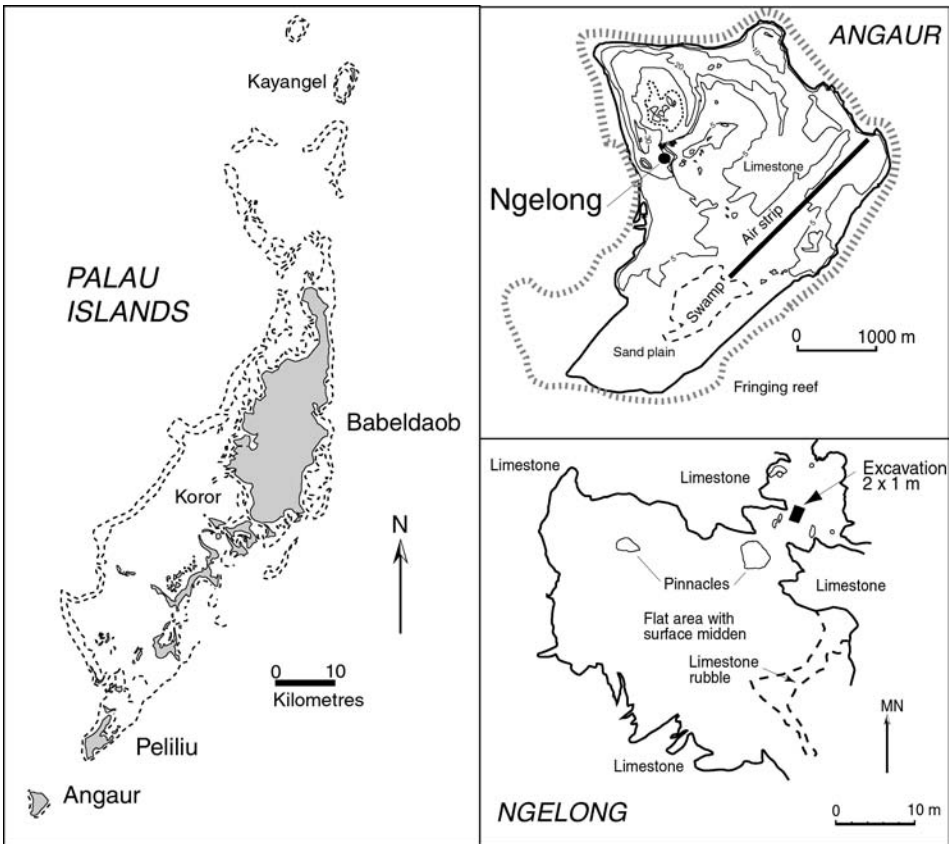 Kayangel
PALAU
ISLANDS
Babeldaob
Koror
N
0 10
Kilometres
Peliliu
Angaur
ANGAUR
Limestone
Ngelong
Air strip
Swamp
0 1000 m
Sand plain
Fringing reef
Limestone
Limestone
Excavation
2 x 1 m
Pinnacles
Limestone
Flat area with
surface midden
Limestone
rubble
MN
Limestone
NGELONG
0 10 m